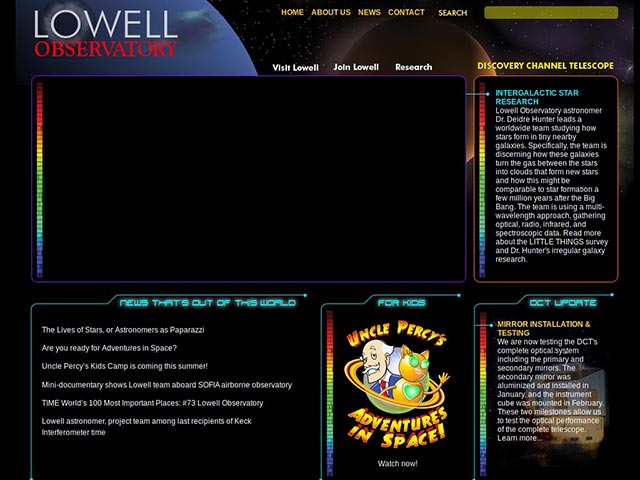 LOWELL
OBSERVATORY
HOME ABOUT US NEWS CONTACT SEARCH
Visit Lowell Join Lowell Research DISCOVERY CHANNEL TELESCOPE
INTERGALACTIC STAR
RESEARCH
Lowell Observatory astronomer
Dr. Deidre Hunter leads a
worldwide team studying how
stars form in tiny nearby
galaxies. Specifically, the team is
discerning how these galaxies
turn the gas between the stars
into clouds that form new stars
and how this might be
comparable to star formation a
few million years after the Big
Bang. The team is using a multi-
wavelength approach, gathering
optical, radio, infrared, and
spectroscopic data. Read more
about the LITTLE THINGS survey
and Dr. Hunter's irregular galaxy
research.
NEWS THAT'S OUT OF THIS WORLD
The Lives of Stars, or Astronomers as Paparazzi
Are you ready for Adventures in Space?
Uncle Percy's Kids Camp is coming this summer!
Mini-documentary shows Lowell team aboard SOFIA airborne observatory
TIME World's 100 Most Important Places: #73 Lowell Observatory
Lowell astronomer, project team among last recipients of Keck
Interferometer time
FOR KIDS
UNCLE PERCY'S
ADVENTURES
IN SPACE!
Watch now!
DCT UPDATE
MIRROR INSTALLATION &
TESTING
We are now testing the DCT's
complete optical system
including the primary and
secondary mirrors. The
secondary mirror was
aluminized and installed in
January, and the instrument
cube was mounted in February.
These two milestones allow us
to test the optical performance
of the complete telescope.
Learn more...